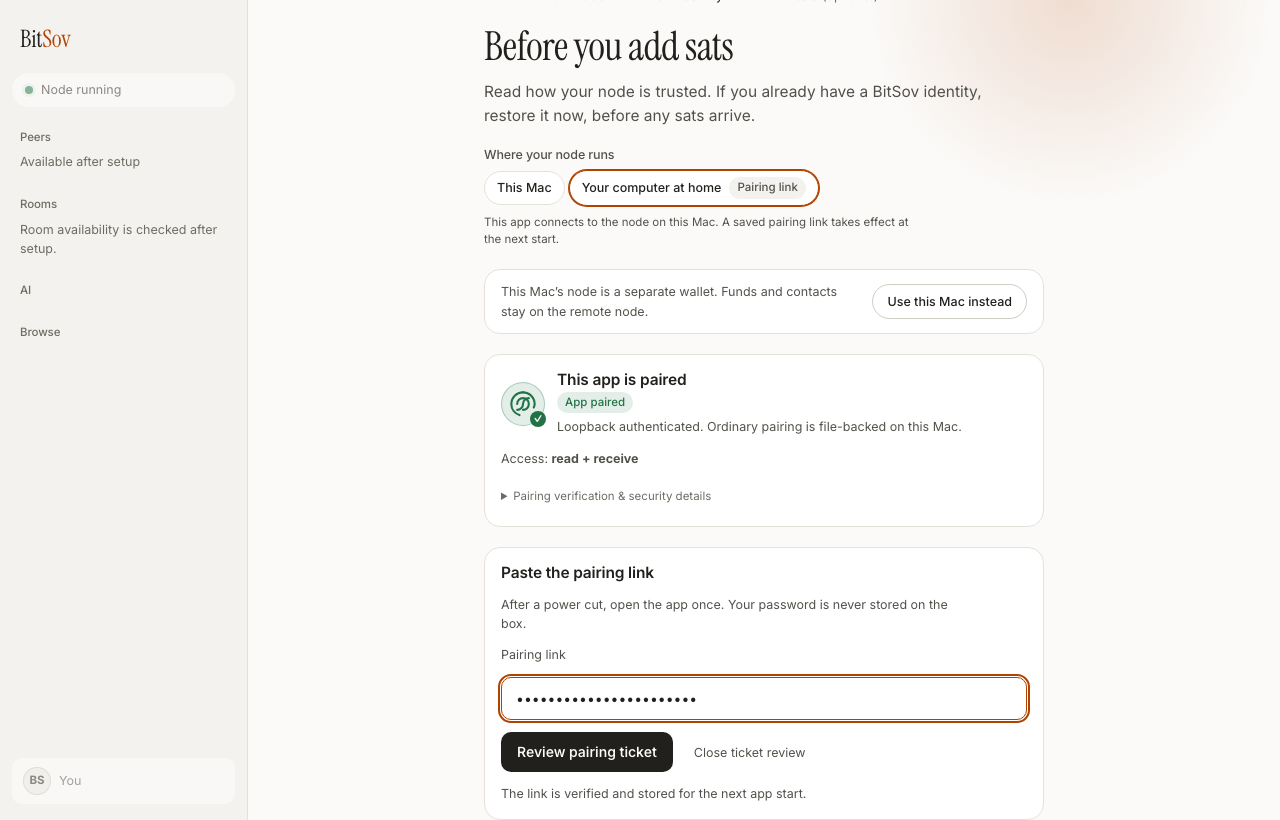 BitSov
Node running
Peers
Available after setup
Rooms
Room availability is checked after
setup.
AI
Browse
BS
You
Before you add sats
Read how your node is trusted. If you already have a BitSov identity,
restore it now, before any sats arrive.
Where your node runs
This Mac
Your computer at home
Pairing link
This app connects to the node on this Mac. A saved pairing link takes effect at
the next start.
This Mac’s node is a separate wallet. Funds and contacts
stay on the remote node.
Use this Mac instead
This app is paired
App paired
Loopback authenticated. Ordinary pairing is file-backed on this Mac.
Access: read + receive
Pairing verification & security details
Paste the pairing link
After a power cut, open the app once. Your password is never stored on the
box.
Pairing link
•••••••••••••••••••••••
Review pairing ticket
Close ticket review
The link is verified and stored for the next app start.